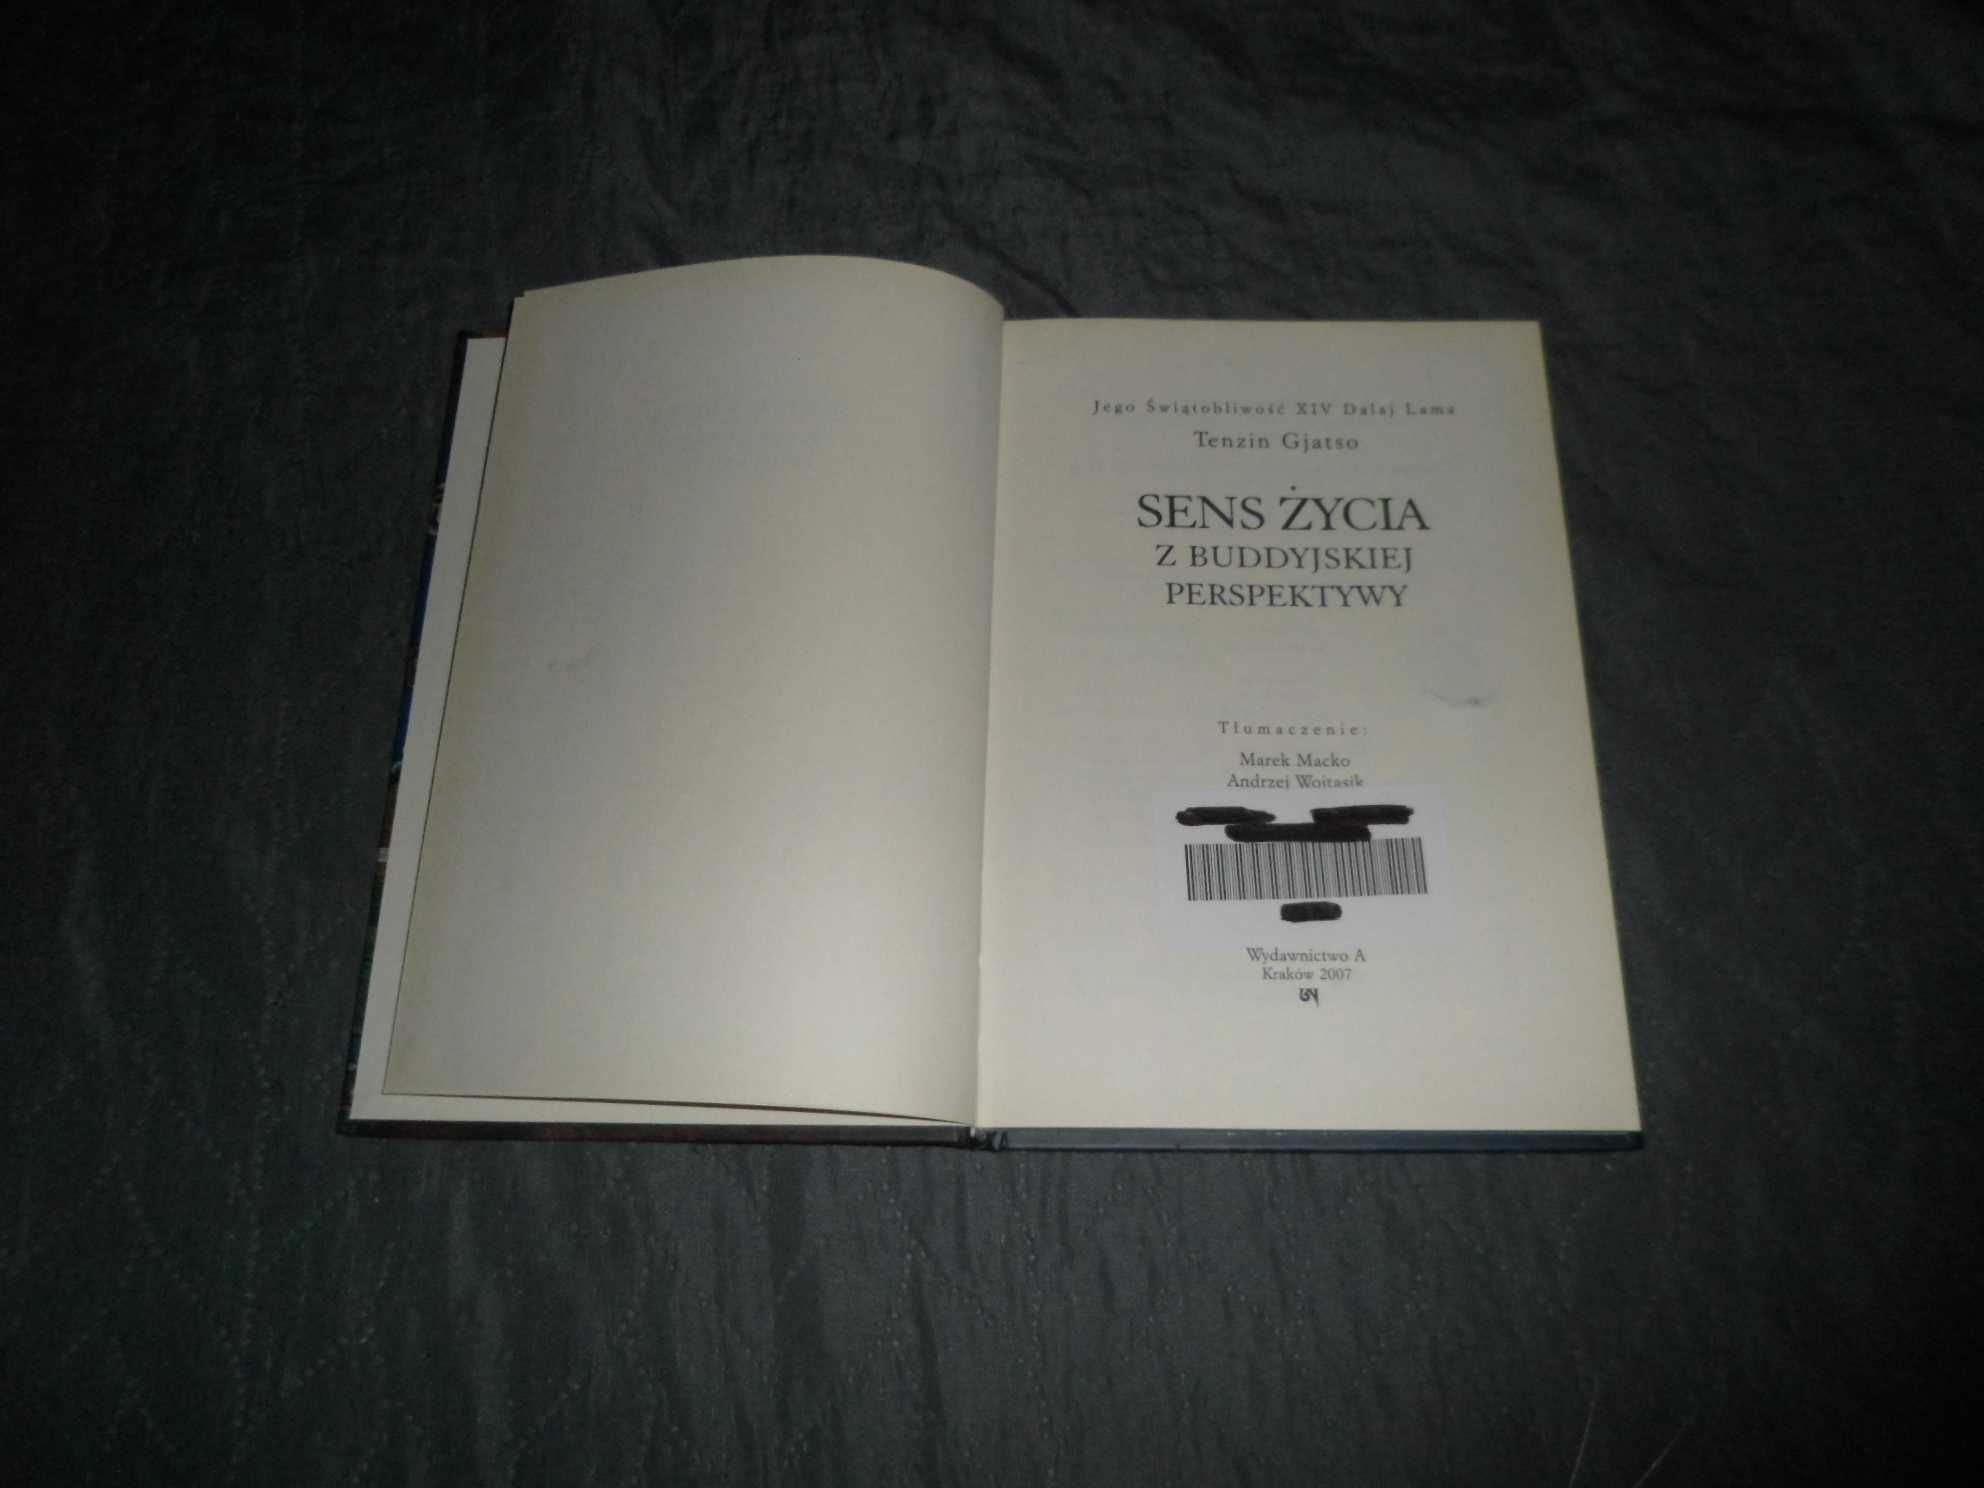 Jego Świątobliwość XIV Dalaj Lama
Tenzin Gjatso
SENS ŻYCIA
Z BUDDYJSKIEJ
PERSPEKTYWY
Tłumaczenie:
Marek Macko
Andrzej Wojtasik
Wydawnictwo A
Kraków 2007